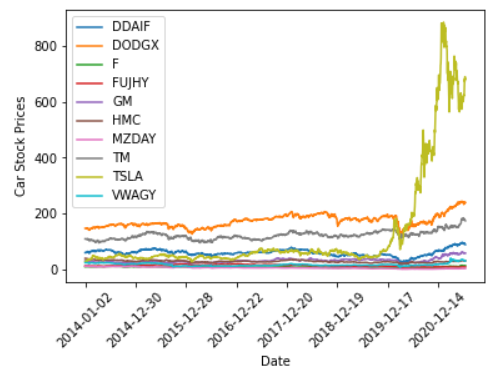 800
600
400
200
0
Car Stock Prices
DDAIF
DODGX
F
FUJHY
GM
HMC
MZDAY
TM
TSLA
VWAGY
2014-01-02
2014-12-30
2015-12-28
2016-12-22
2017-12-20
2018-12-19
2019-12-17
2020-12-14
Date